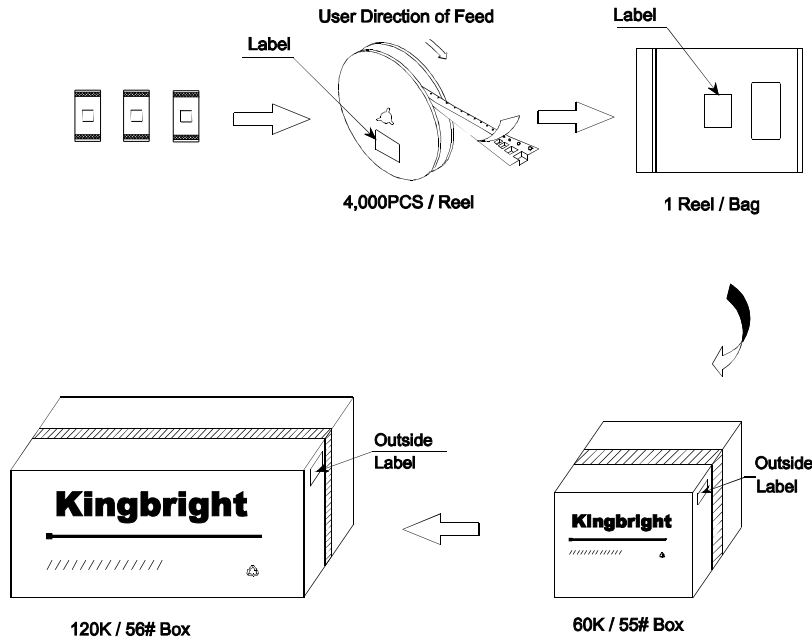 User Direction of Feed
Label
Label
4,000PCS / Reel
1 Reel / Bag
Outside
Label
Kingbright
120K / 56# Box
Outside
Label
Kingbright
60K / 55# Box